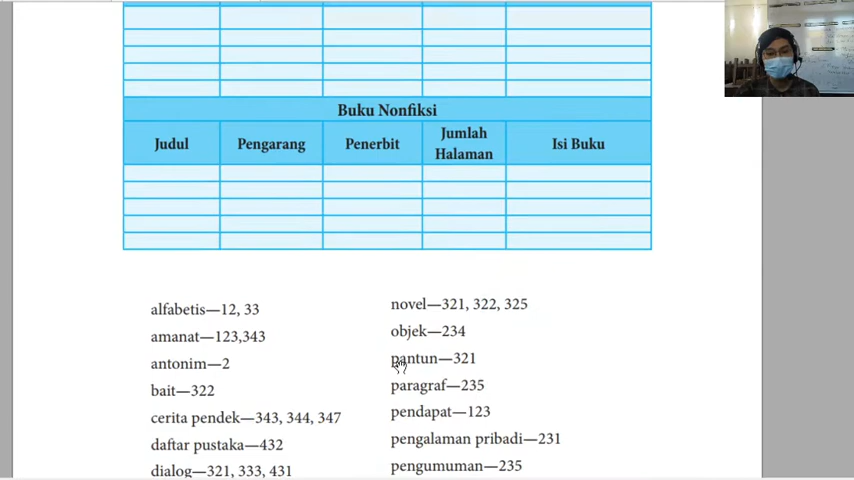 Buku Nonfiksi
Judul Pengarang Penerbit Jumlah Halaman Isi Buku
alfabetis—12, 33
amanat—123,343
antonim—2
bait—322
cerita pendek—343, 344, 347
daftar pustaka—432
dialog—321, 333, 431
novel—321, 322, 325
objek—234
pantun—321
paragraf—235
pendapat—123
pengalaman pribadi—231
pengumuman—235